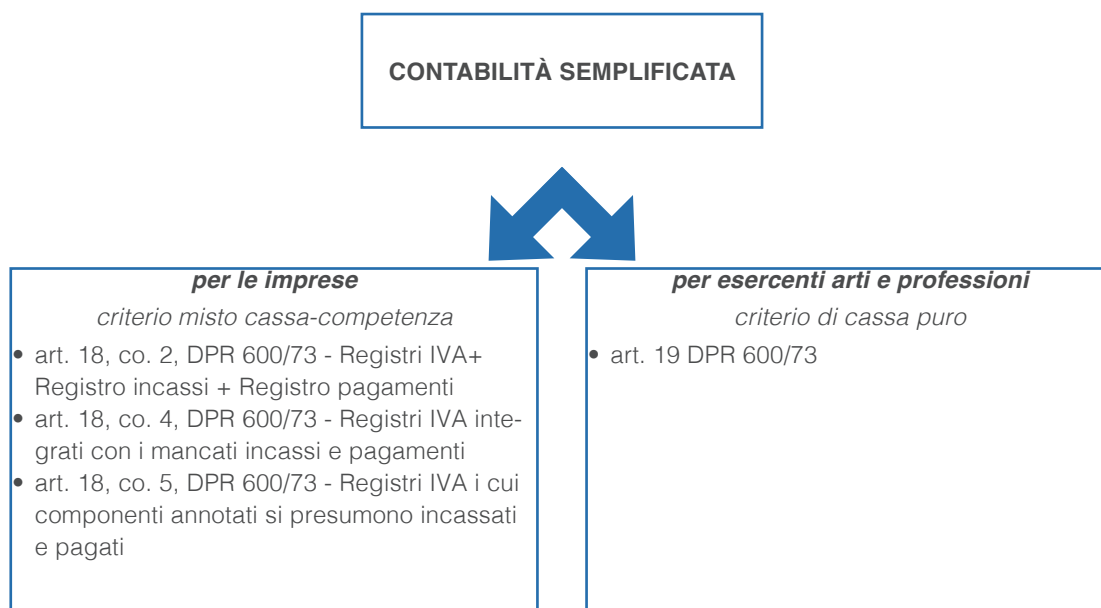 CONTABILITÀ SEMPLIFICATA
per le imprese
criterio misto cassa-competenza
• art. 18, co. 2, DPR 600/73 - Registri IVA+
Registro incassi + Registro pagamenti
• art. 18, co. 4, DPR 600/73 - Registri IVA inte-
grati con i mancati incassi e pagamenti
• art. 18, co. 5, DPR 600/73 - Registri IVA i cui
componenti annotati si presumono incassati
e pagati
per esercenti arti e professioni
criterio di cassa puro
• art. 19 DPR 600/73